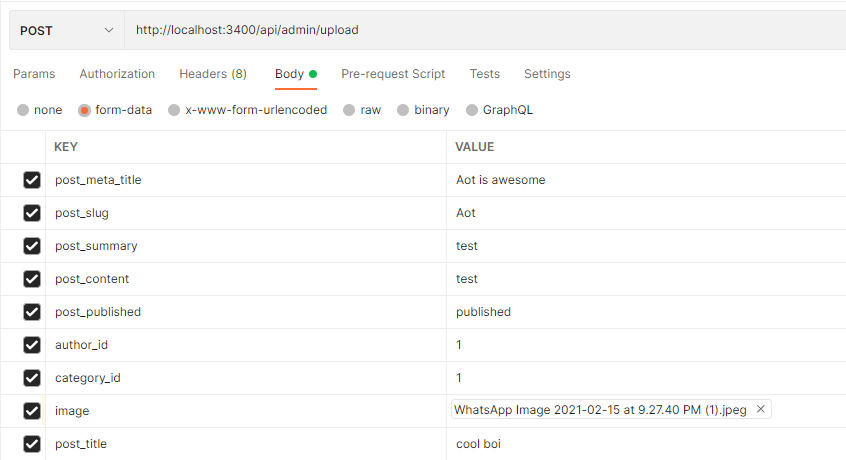 POST http://localhost:3400/api/admin/upload
Params Authorization Headers (8) Body Pre-request Script Tests Settings
none form-data x-www-form-urlencoded raw binary GraphQL
KEY VALUE
post_meta_title Aot is awesome
post_slug Aot
post_summary test
post_content test
post_published published
author_id 1
category_id 1
image WhatsApp Image 2021-02-15 at 9.27.40 PM (1).jpeg
post_title cool boi